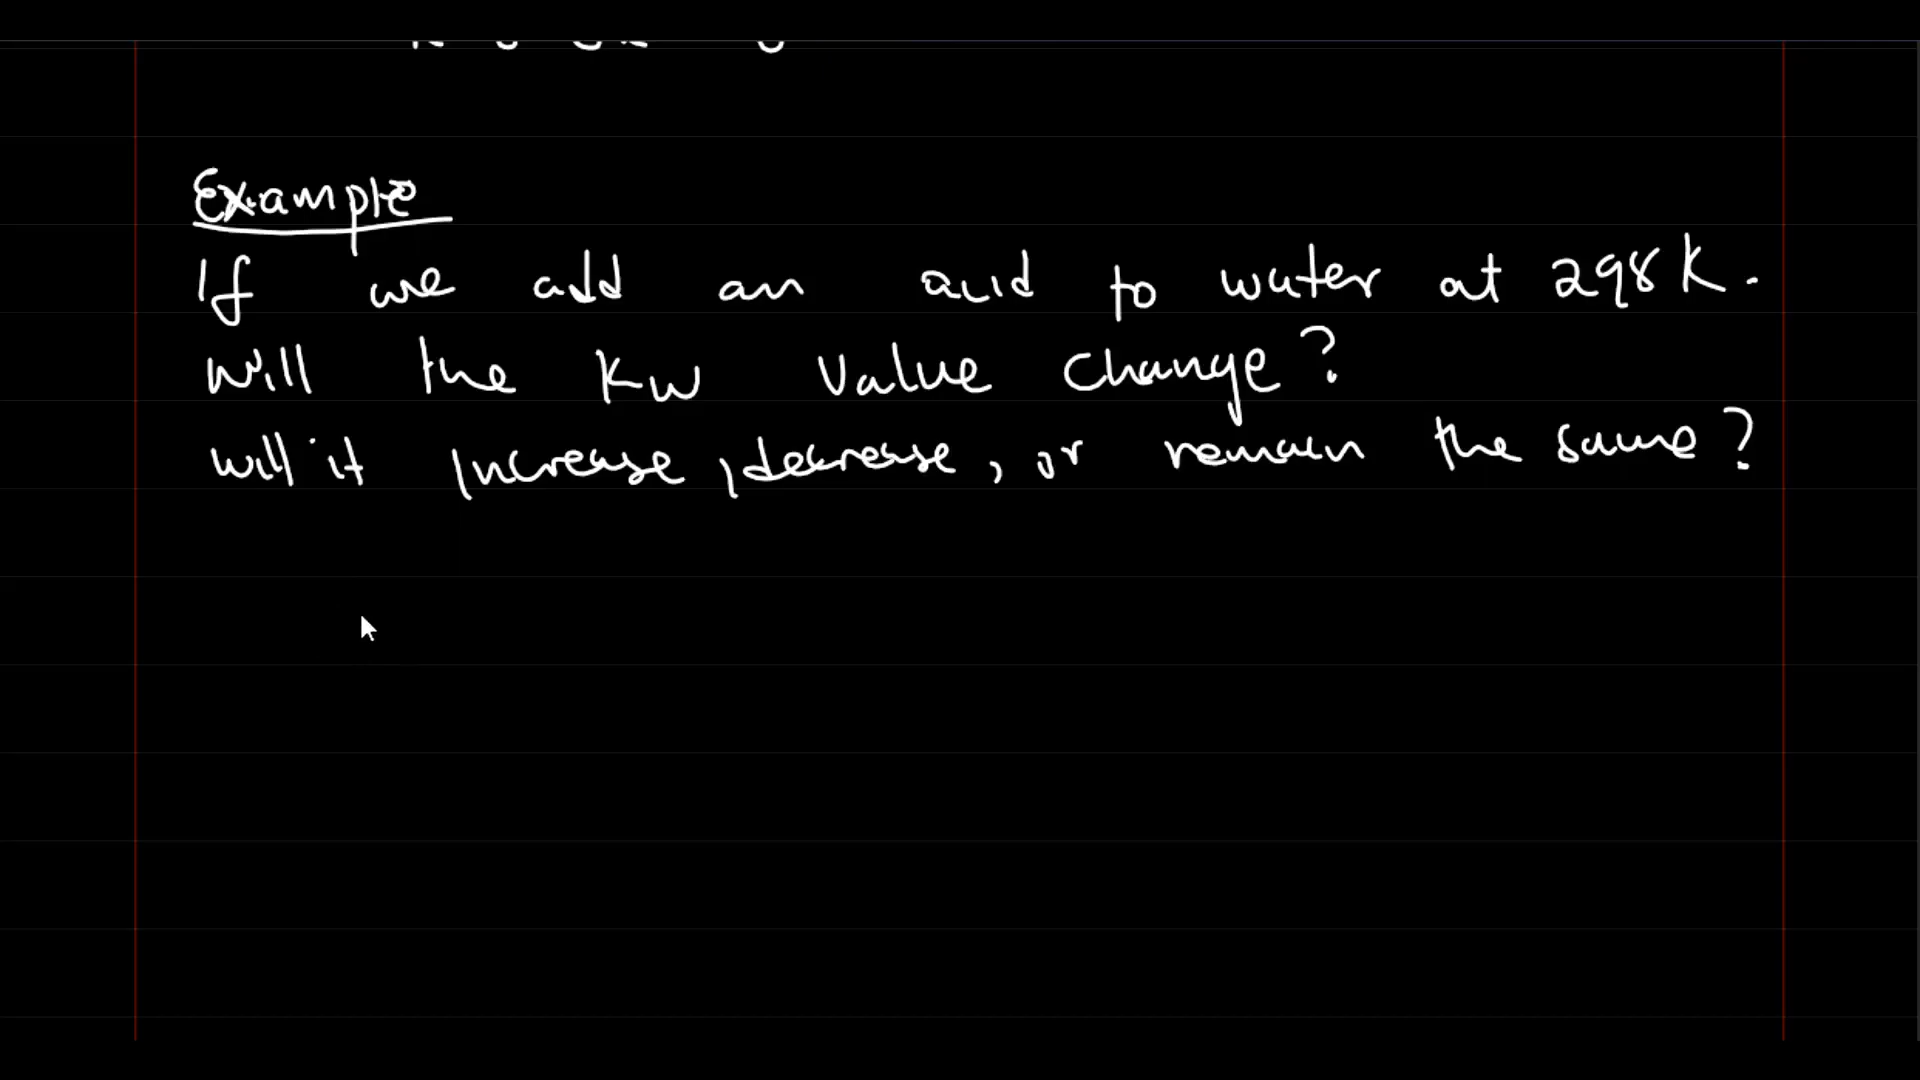 Example
If we add an acid to water at 298K.
Will the Kw value change?
Will it increase, decrease, or remain the same?